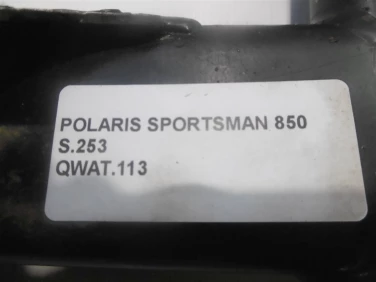 POLARIS SPORTSMAN 850
S.253
QWAT.113